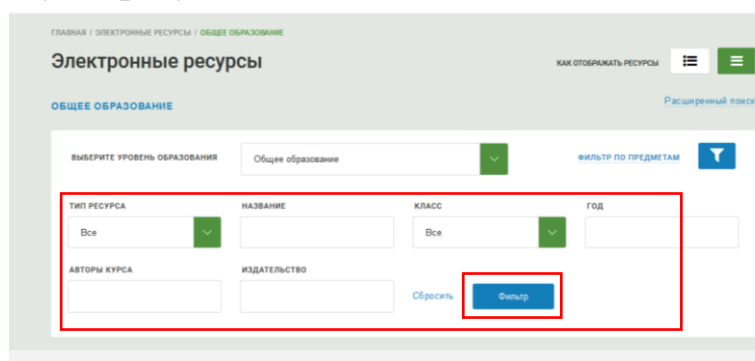 ГЛАВНАЯ / ЭЛЕКТРОННЫЕ РЕСУРСЫ / ОБЩЕЕ ОБРАЗОВАНИЕ
Электронные ресурсы
КАК ОТОБРАЖАТЬ РЕСУРСЫ
ОБЩЕЕ ОБРАЗОВАНИЕ
Расширенный поиск
ВЫБЕРИТЕ УРОВЕНЬ ОБРАЗОВАНИЯ
Общее образование
ФИЛЬТР ПО ПРЕДМЕТАМ
ТИП РЕСУРСА
НАЗВАНИЕ
КЛАСС
ГОД
Все
Все
АВТОРЫ КУРСА
ИЗДАТЕЛЬСТВО
Сбросить
Фильтр